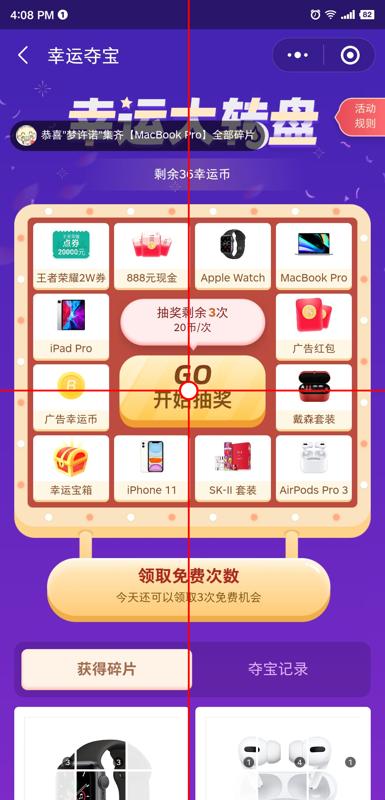 4:08 PM 1
82
幸运夺宝
幸运大转盘
活动
规则
恭喜"梦许诺"集齐【MacBook Pro】全部碎片
剩余36幸运币
点券
20000元
王者荣耀2W券
888元现金
Apple Watch
MacBook Pro
iPad Pro
抽奖剩余3次
20币/次
广告红包
GO
开始抽奖
B
广告幸运币
戴森套装
幸运宝箱
iPhone 11
SK-II 套装
AirPods Pro 3
领取免费次数
今天还可以领取3次免费机会
获得碎片
夺宝记录
3
3
1
4
1